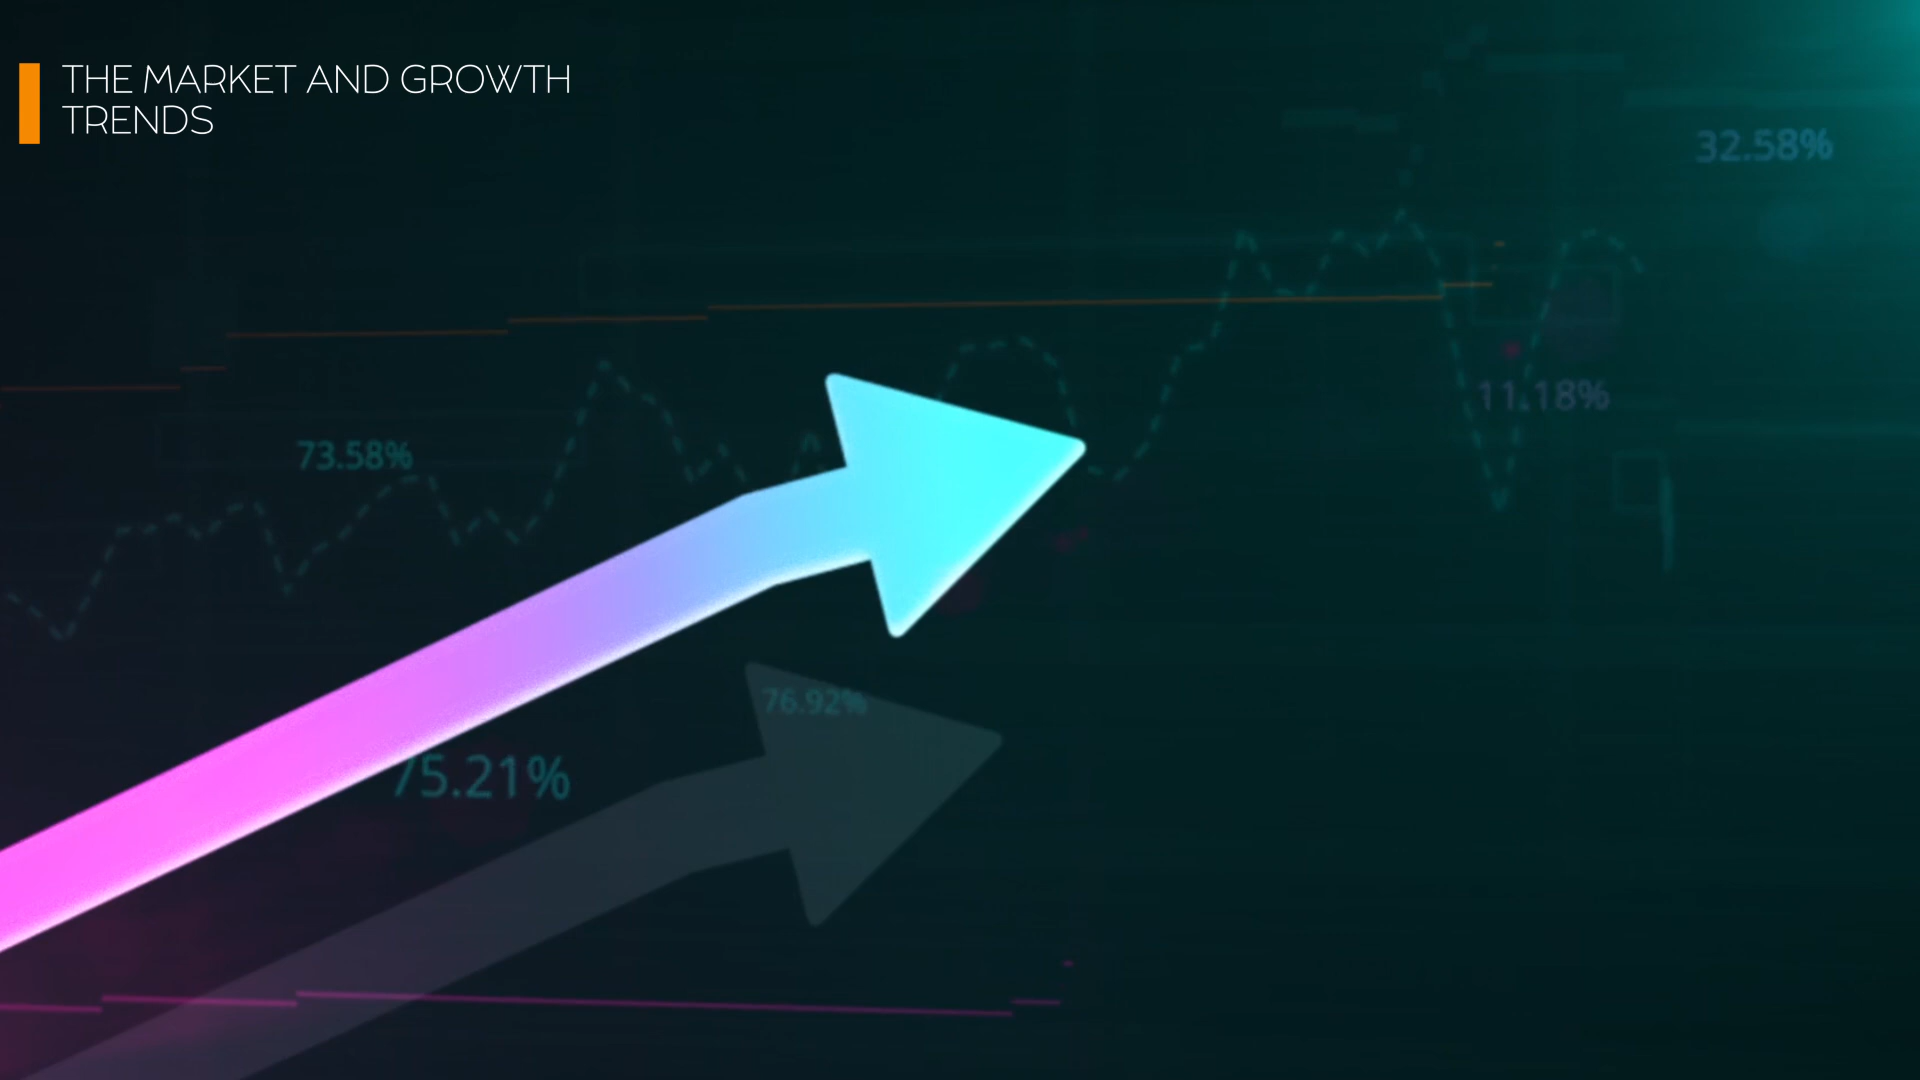 THE MARKET AND GROWTH
TRENDS
32.58%
11.18%
73.58%
76.92%
75.21%